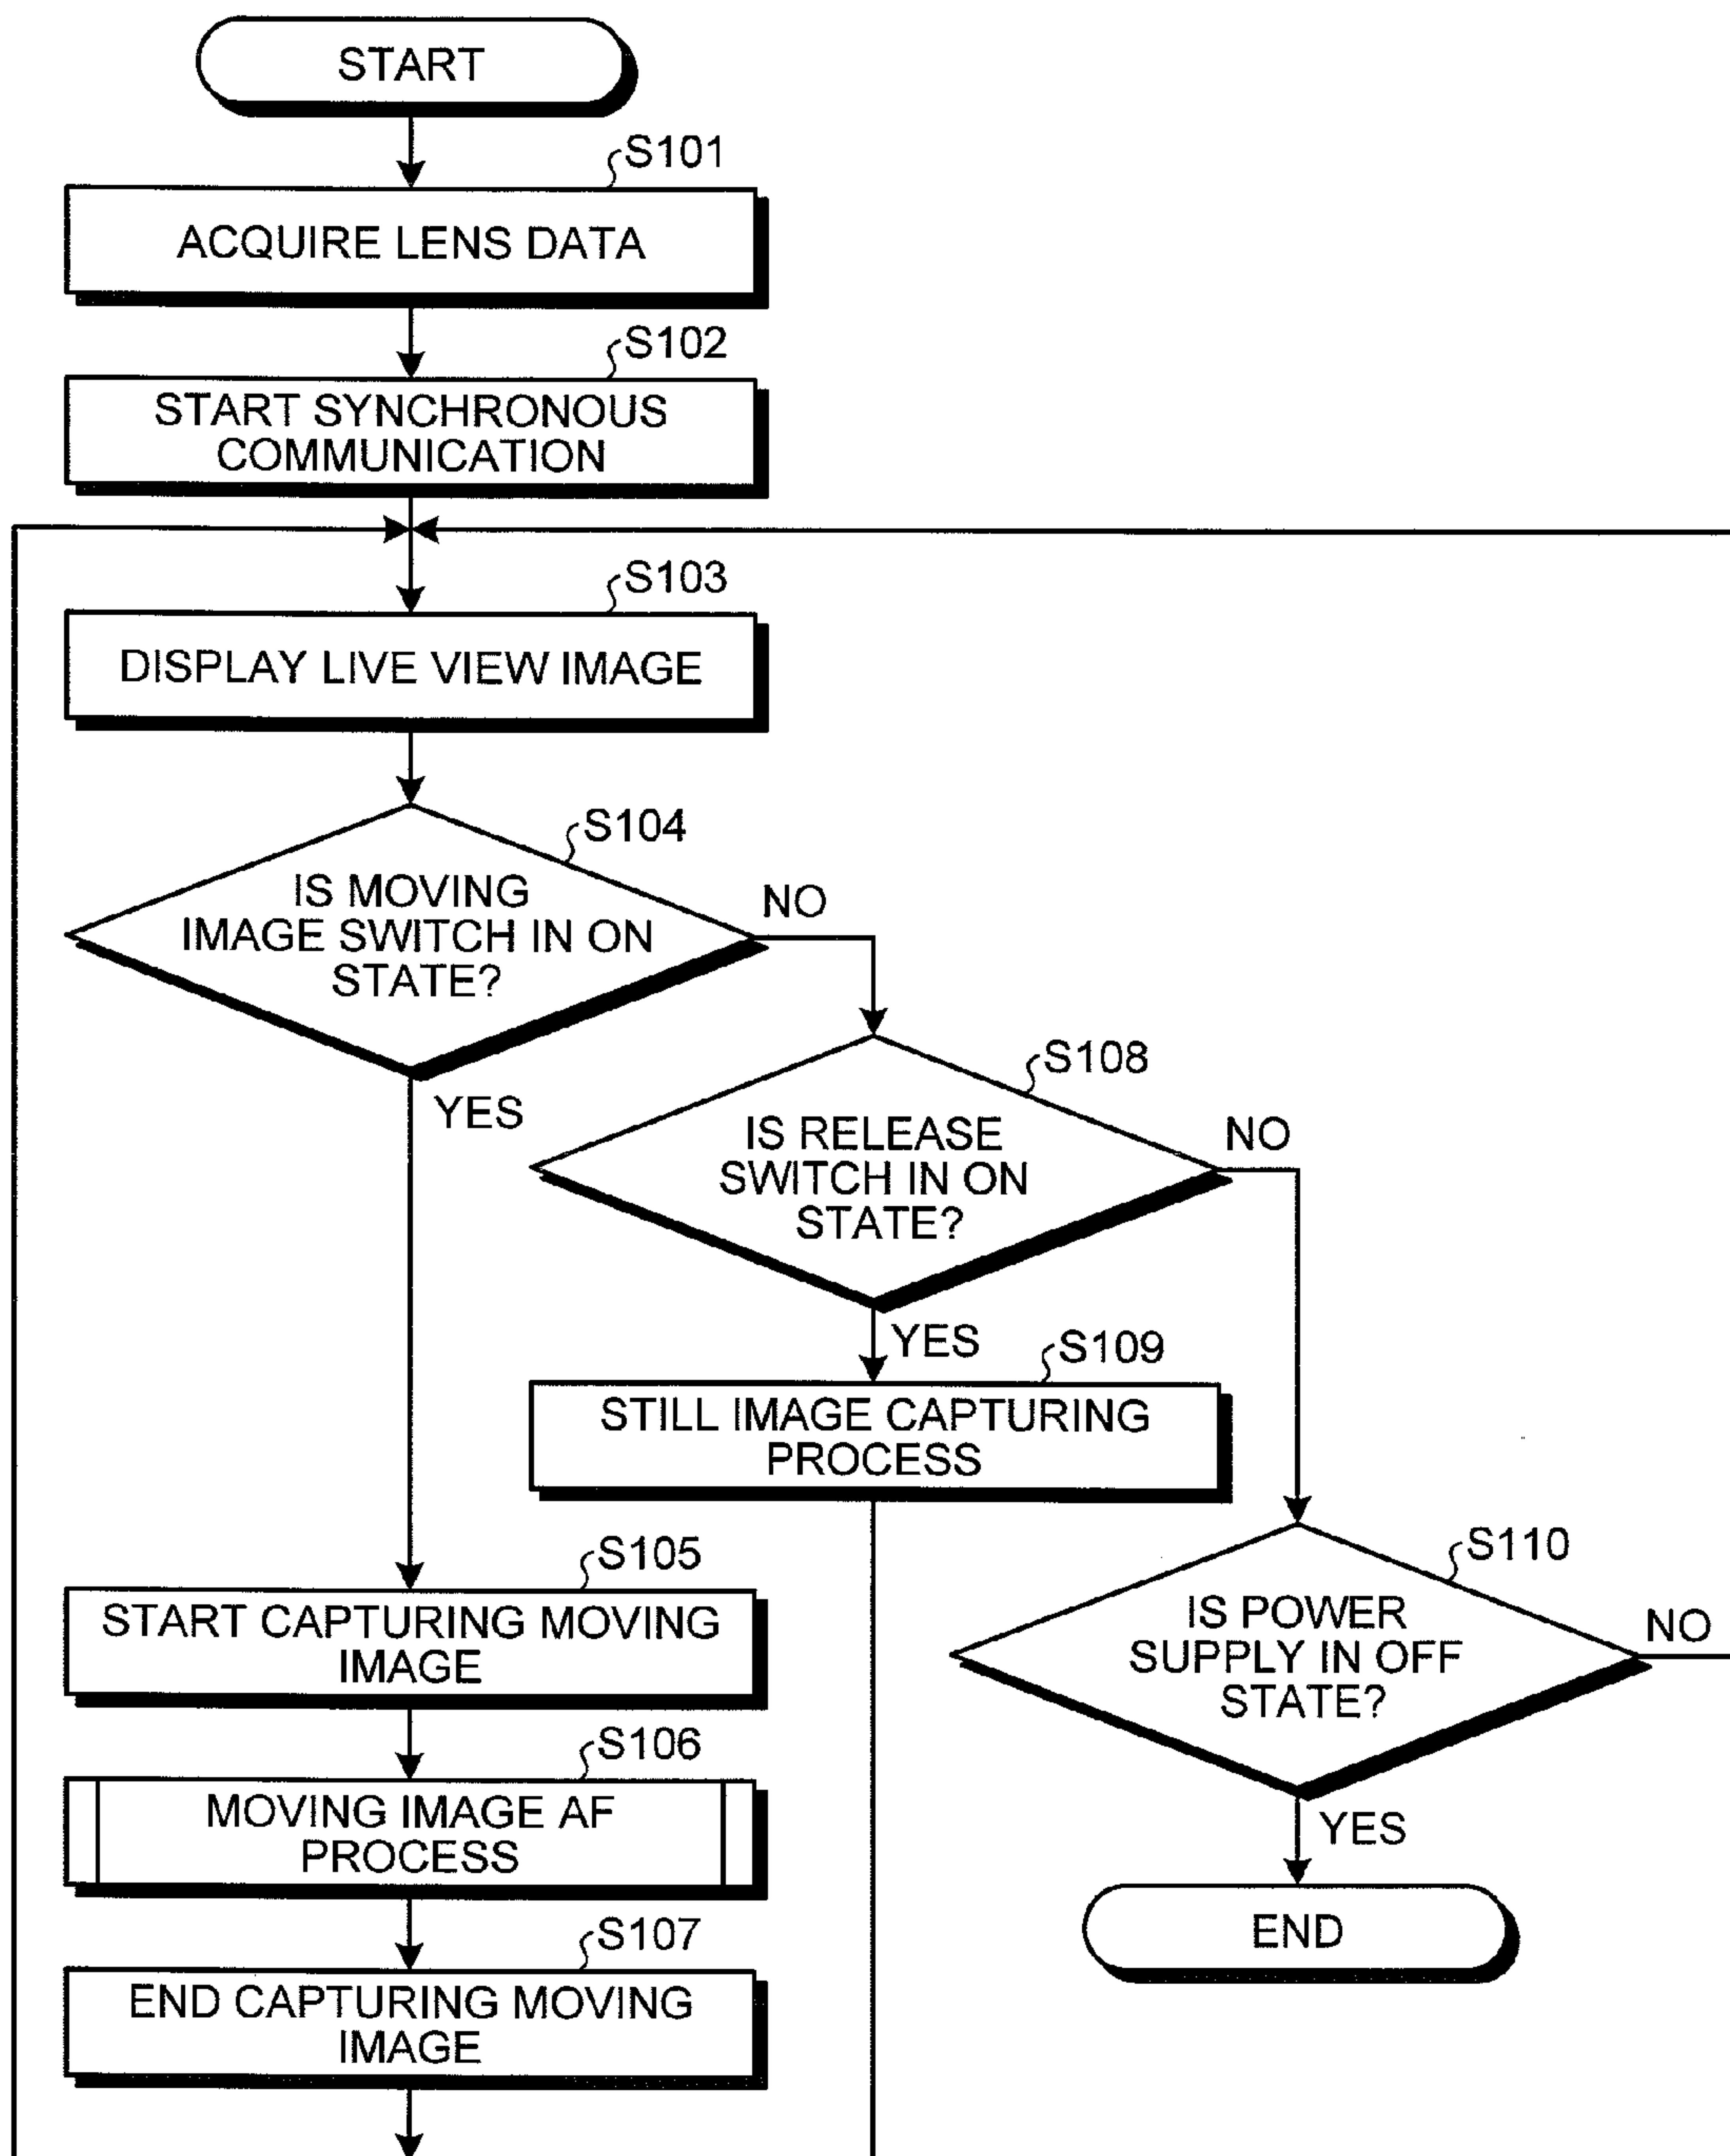 START
S101
ACQUIRE LENS DATA
S102
START SYNCHRONOUS
COMMUNICATION
S103
DISPLAY LIVE VIEW IMAGE
S104
IS MOVING
IMAGE SWITCH IN ON
STATE?
NO
YES
S108
IS RELEASE
SWITCH IN ON
STATE?
NO
YES
S109
STILL IMAGE CAPTURING
PROCESS
S105
START CAPTURING MOVING
IMAGE
S110
IS POWER
SUPPLY IN OFF
STATE?
NO
YES
S106
MOVING IMAGE AF
PROCESS
END
S107
END CAPTURING MOVING
IMAGE